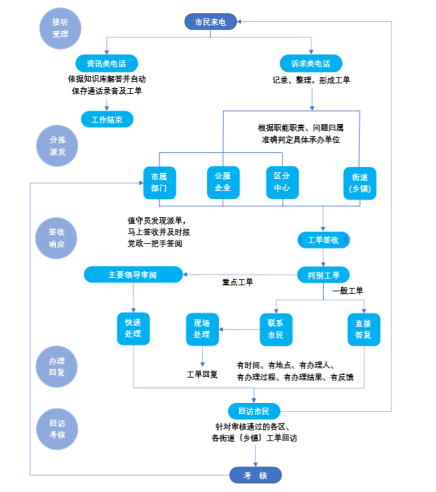 接听
受理
市民来电
资讯类电话
诉求类电话
依据知识库解答并自动
保存通话录音及工单
记录、整理，形成工单
工作结束
分拣
派发
根据职能职责、问题归属
准确判定具体承办单位
市属
部门
公服
企业
区分
中心
街道
(乡镇)
签收
响应
值守员发现派单，
马上签收并及时报
党政一把手签阅
工单签收
主要领导审阅
重点工单
判别工单
一般工单
快速
处理
现场
处理
联系
市民
直接
答复
办理
回复
工单回复
有时间、有地点、有办理人、
有办理过程、有办理结果、有反馈
回访
考核
回访市民
针对审核通过的各区、
各街道（乡镇）工单回访
考 核